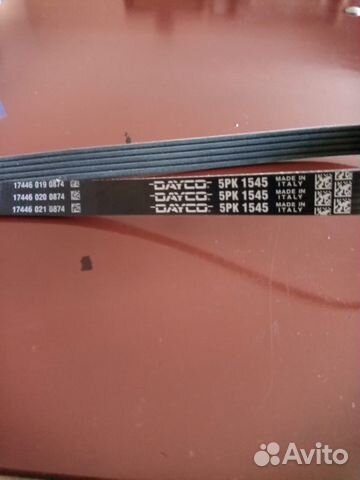 17446 019 0874 DAYCO 5PK 1545 MADE IN ITALY
17446 020 0874 DAYCO 5PK 1545 MADE IN ITALY
17446 021 0874 DAYCO 5PK 1545 MADE IN ITALY
Avito